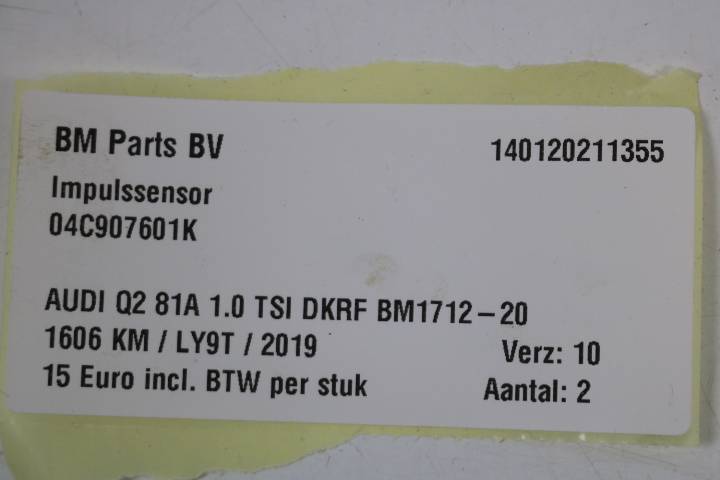 BM Parts BV 140120211355
Impulssensor
04C907601K
AUDI Q2 81A 1.0 TSI DKRF BM1712-20
1606 KM / LY9T / 2019 Verz: 10
15 Euro incl. BTW per stuk Aantal: 2